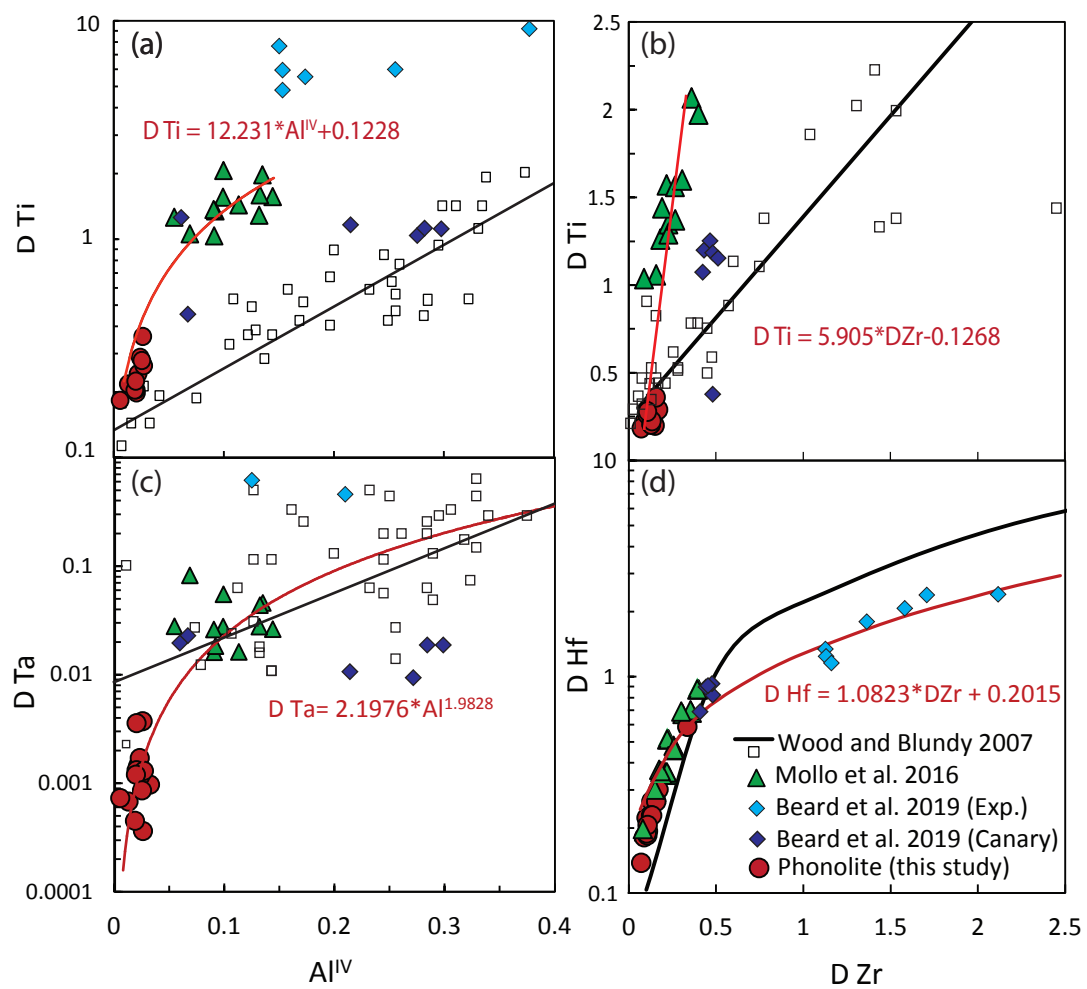 (a)
10
1
0.1
D Ti
D Ti = 12.231*Al^IV+0.1228
(b)
2.5
2
1.5
1
0.5
0
D Ti
D Ti = 5.905*DZr-0.1268
(c)
1
0.1
0.01
0.001
0.0001
D Ta
D Ta= 2.1976*Al^1.9828
0
0.1
0.2
0.3
0.4
Al^IV
(d)
10
1
0.1
D Hf
D Hf = 1.0823*DZr + 0.2015
Wood and Blundy 2007
Mollo et al. 2016
Beard et al. 2019 (Exp.)
Beard et al. 2019 (Canary)
Phonolite (this study)
0
0.5
1
1.5
2
2.5
D Zr